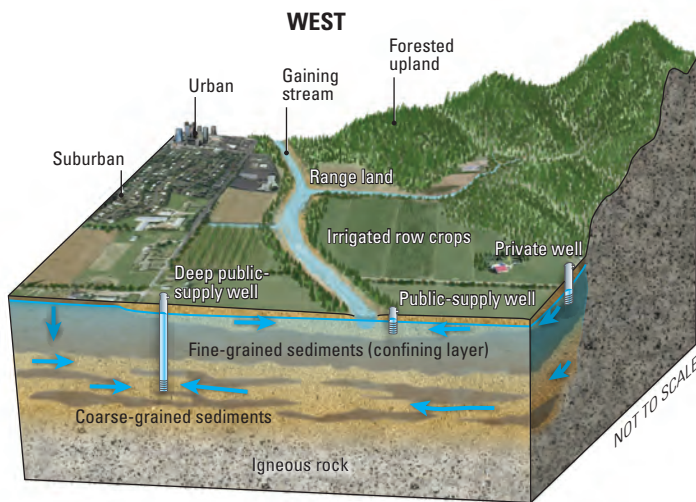 WEST
Forested
upland
Gaining
stream
Urban
Suburban
Range land
Irrigated row crops
Private well
Deep public-
supply well
Public-supply well
Fine-grained sediments (confining layer)
Coarse-grained sediments
NOT TO SCALE
Igneous rock